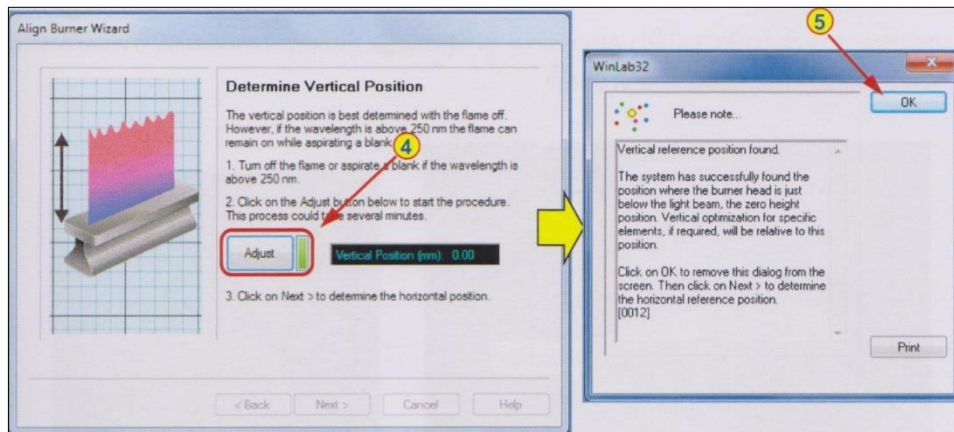 Align Burner Wizard
Determine Vertical Position
The vertical position is best determined with the flame off.
However, if the wavelength is above 250 nm the flame can
remain on while aspirating a blank.
1. Turn off the flame or aspirate a blank if the wavelength is
above 250 nm.
2. Click on the Adjust button below to start the procedure.
This process could take several minutes.
4
Adjust
Vertical Position (mm): 0.00
3. Click on Next > to determine the horizontal position.
< Back
Next >
Cancel
Help
5
WinLab32
OK
Please note...
Vertical reference position found.
The system has successfully found the
position where the burner head is just
below the light beam, the zero height
position. Vertical optimization for specific
elements, if required, will be relative to this
position.
Click on OK to remove this dialog from the
screen. Then click on Next > to determine
the horizontal reference position.
[0012]
Print